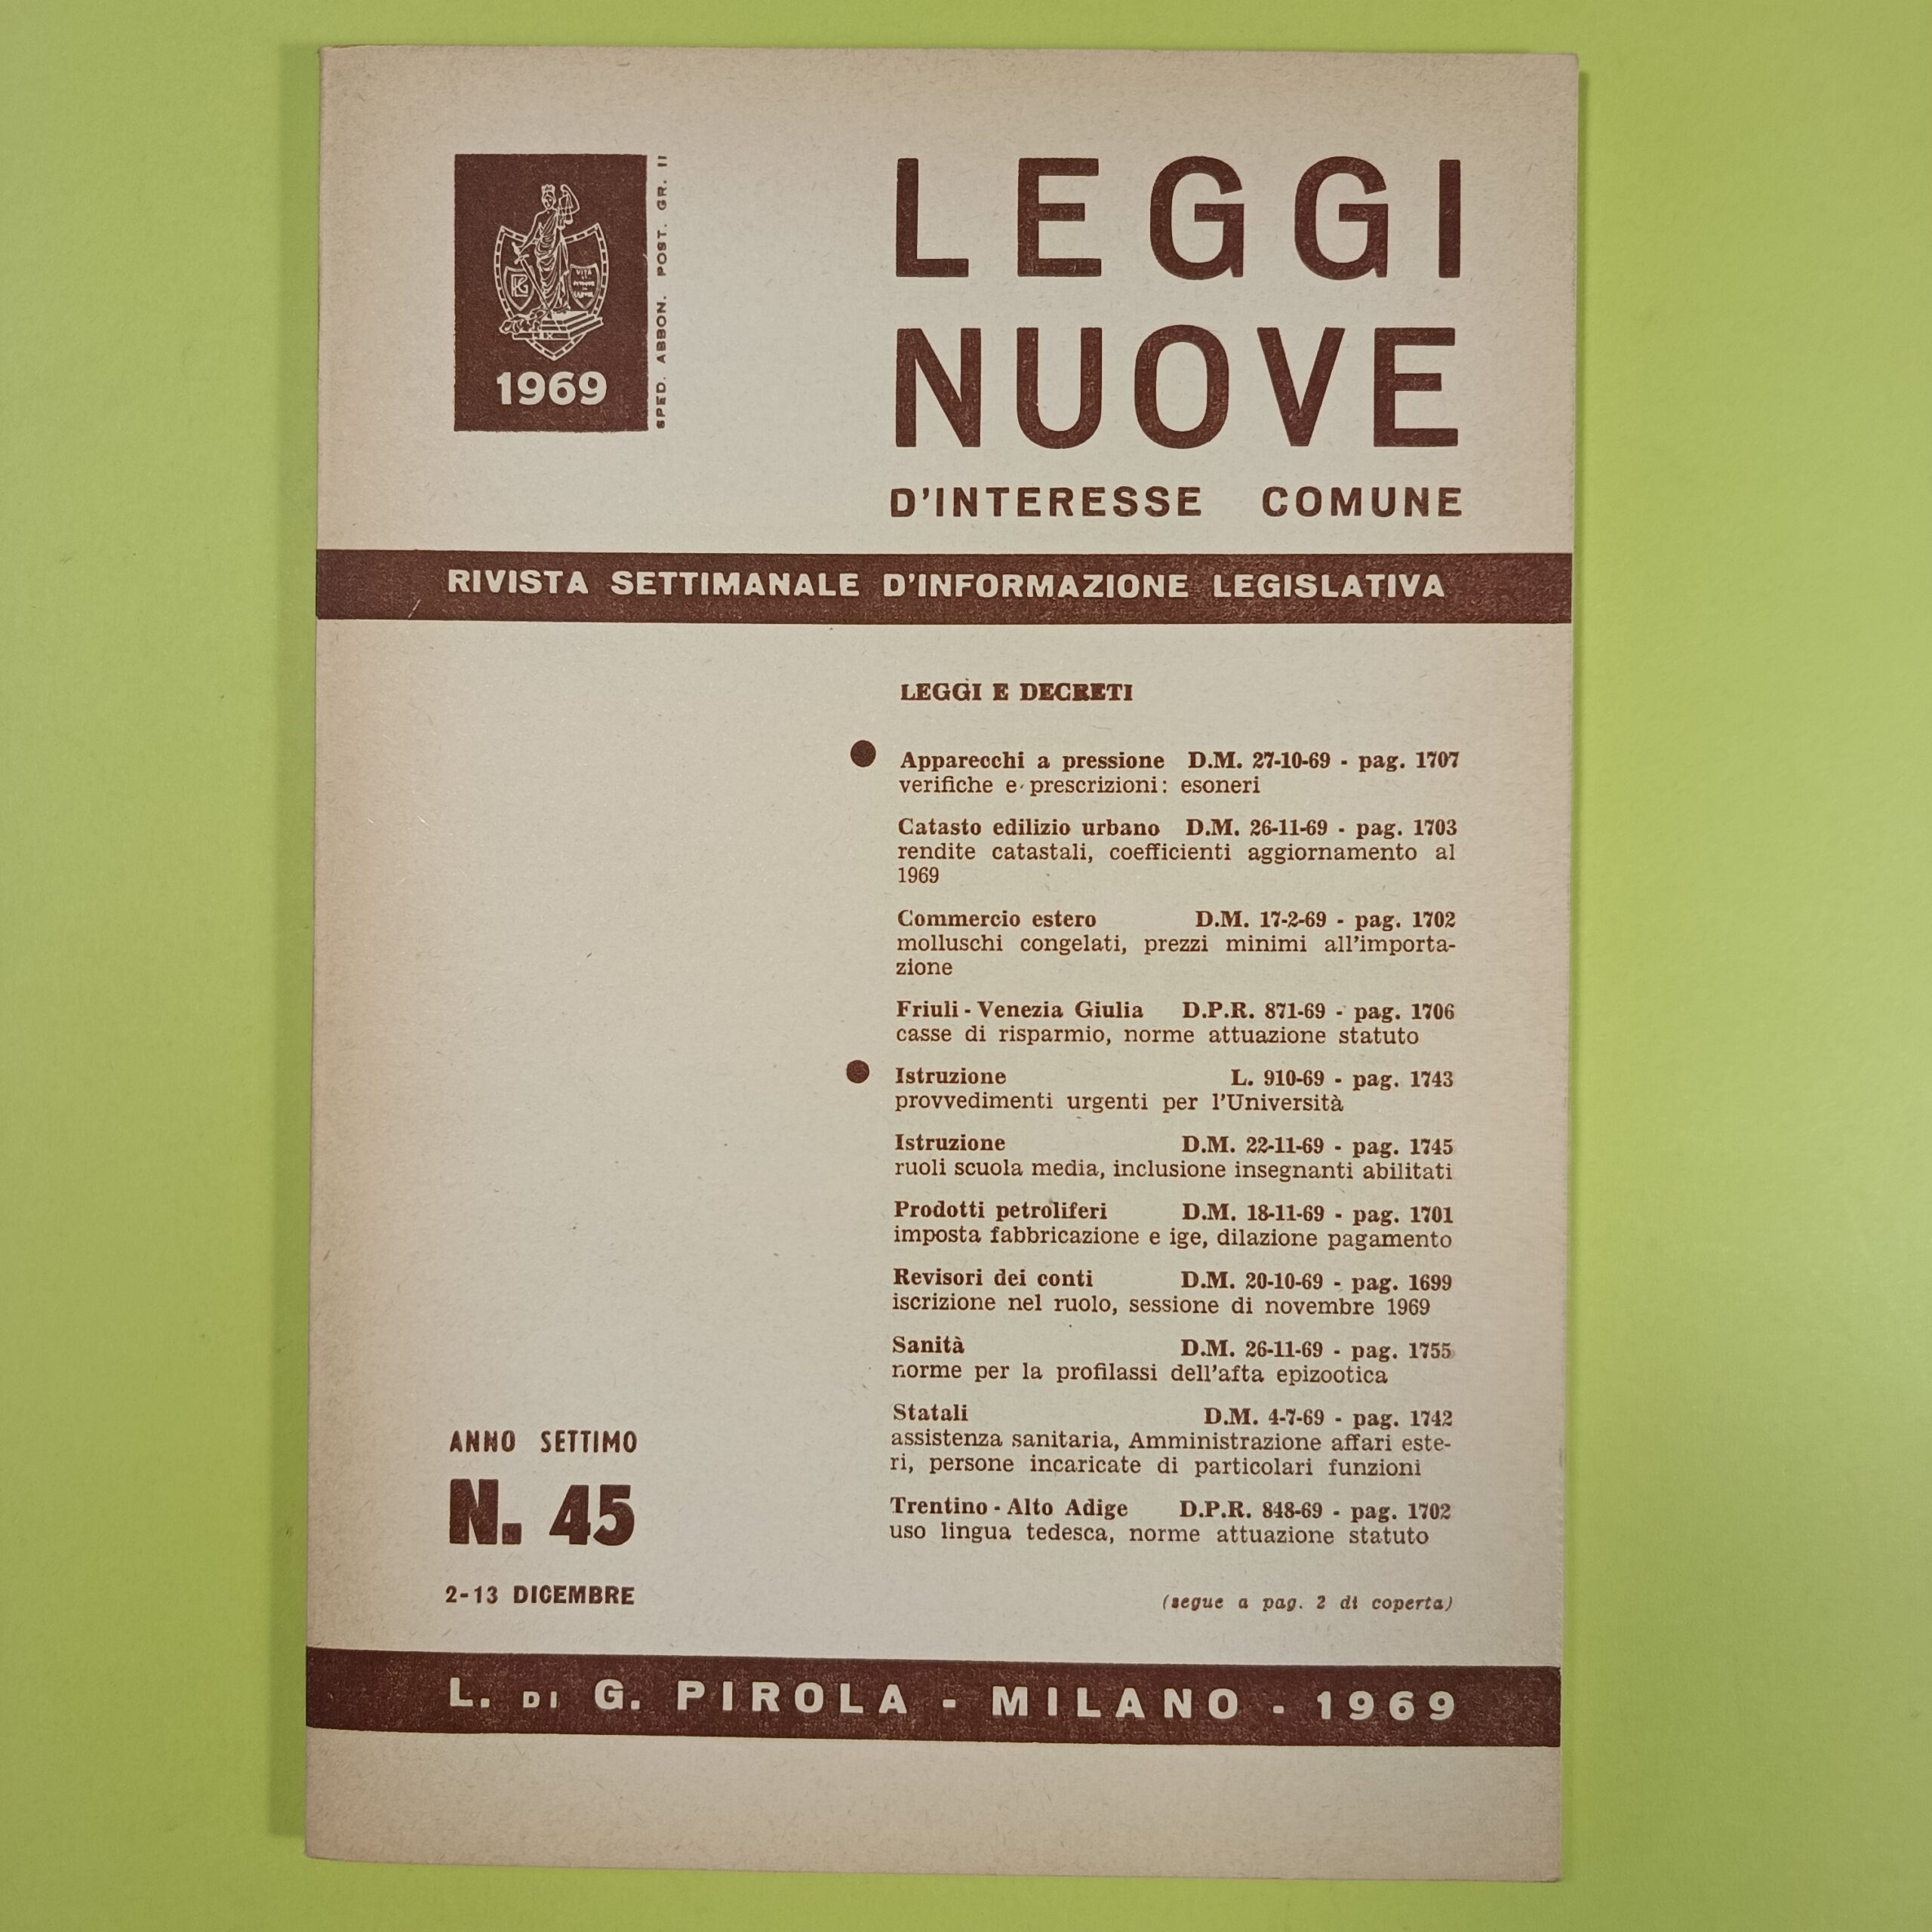 1969
SPED. ABBON. POST. GR. II
LEGGI
NUOVE
D'INTERESSE COMUNE
RIVISTA SETTIMANALE D'INFORMAZIONE LEGISLATIVA
LEGGI E DECRETI
● Apparecchi a pressione D.M. 27-10-69 - pag. 1707
verifiche e prescrizioni: esoneri
Catasto edilizio urbano D.M. 26-11-69 - pag. 1703
rendite catastali, coefficienti aggiornamento al
1969
Commercio estero D.M. 17-2-69 - pag. 1702
molluschi congelati, prezzi minimi all'importa-
zione
Friuli - Venezia Giulia D.P.R. 871-69 - pag. 1706
casse di risparmio, norme attuazione statuto
● Istruzione L. 910-69 - pag. 1743
provvedimenti urgenti per l'Università
Istruzione D.M. 22-11-69 - pag. 1745
ruoli scuola media, inclusione insegnanti abilitati
Prodotti petroliferi D.M. 18-11-69 - pag. 1701
imposta fabbricazione e ige, dilazione pagamento
Revisori dei conti D.M. 20-10-69 - pag. 1699
iscrizione nel ruolo, sessione di novembre 1969
Sanità D.M. 26-11-69 - pag. 1755
norme per la profilassi dell'afta epizootica
Statali D.M. 4-7-69 - pag. 1742
assistenza sanitaria, Amministrazione affari este-
ri, persone incaricate di particolari funzioni
Trentino - Alto Adige D.P.R. 848-69 - pag. 1702
uso lingua tedesca, norme attuazione statuto
(segue a pag. 2 di coperta)
ANNO SETTIMO
N. 45
2-13 DICEMBRE
L. DI G. PIROLA - MILANO - 1969